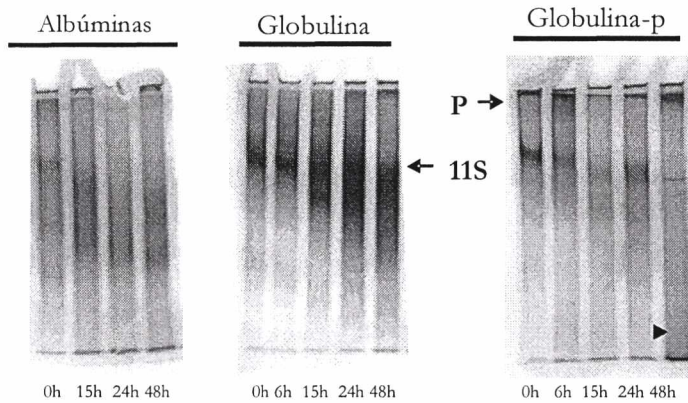 Albúminas
Globulina
Globulina-p
P
11S
0h 15h 24h 48h
0h 6h 15h 24h 48h
0h 6h 15h 24h 48h